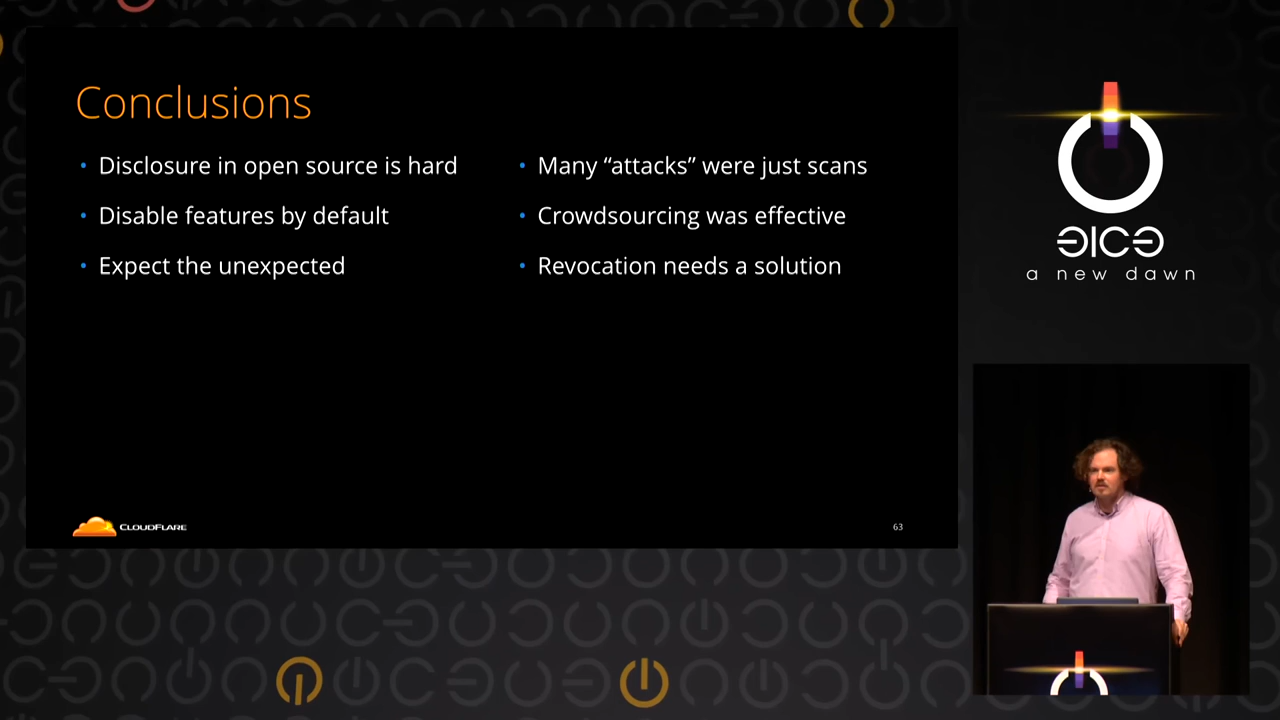 Conclusions
• Disclosure in open source is hard
• Disable features by default
• Expect the unexpected
• Many “attacks” were just scans
• Crowdsourcing was effective
• Revocation needs a solution
CLOUDFLARE
63
31C3
a new dawn